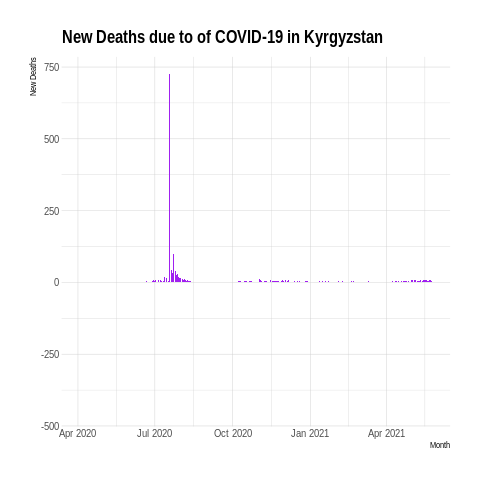 New Deaths due to of COVID-19 in Kyrgyzstan
New Deaths
750
500
250
0
-250
-500
Apr 2020 Jul 2020 Oct 2020 Jan 2021 Apr 2021
Month